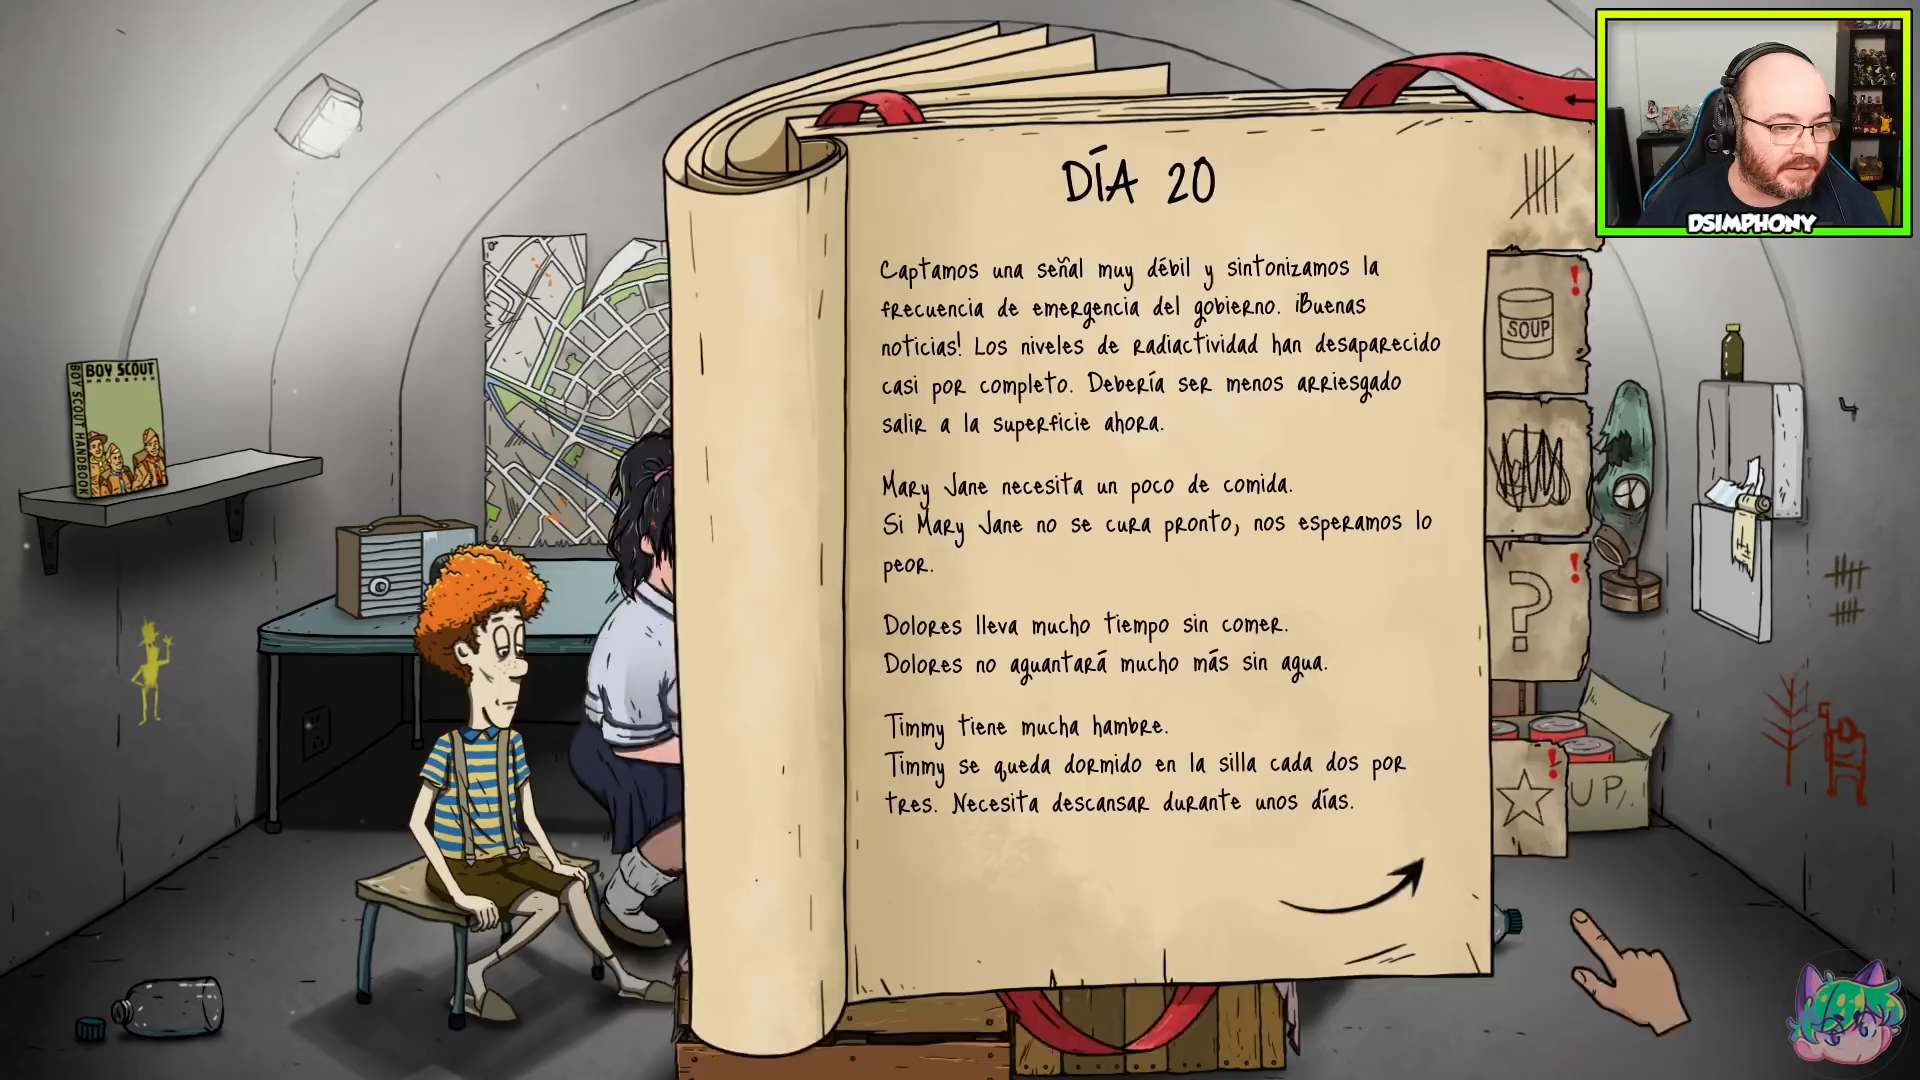 DÍA 20
Captamos una señal muy débil y sintonizamos la
frecuencia de emergencia del gobierno. ¡Buenas
noticias! Los niveles de radiactividad han desaparecido
casi por completo. Debería ser menos arriesgado
salir a la superficie ahora.
Mary Jane necesita un poco de comida.
Si Mary Jane no se cura pronto, nos esperamos lo
peor.
Dolores lleva mucho tiempo sin comer.
Dolores no aguantará mucho más sin agua.
Timmy tiene mucha hambre.
Timmy se queda dormido en la silla cada dos por
tres. Necesita descansar durante unos días.
BOY SCOUT
HANDBOOK
BOY SCOUT HANDBOOK
DSIMPHONY
!
SOUP
!
?
!
UP